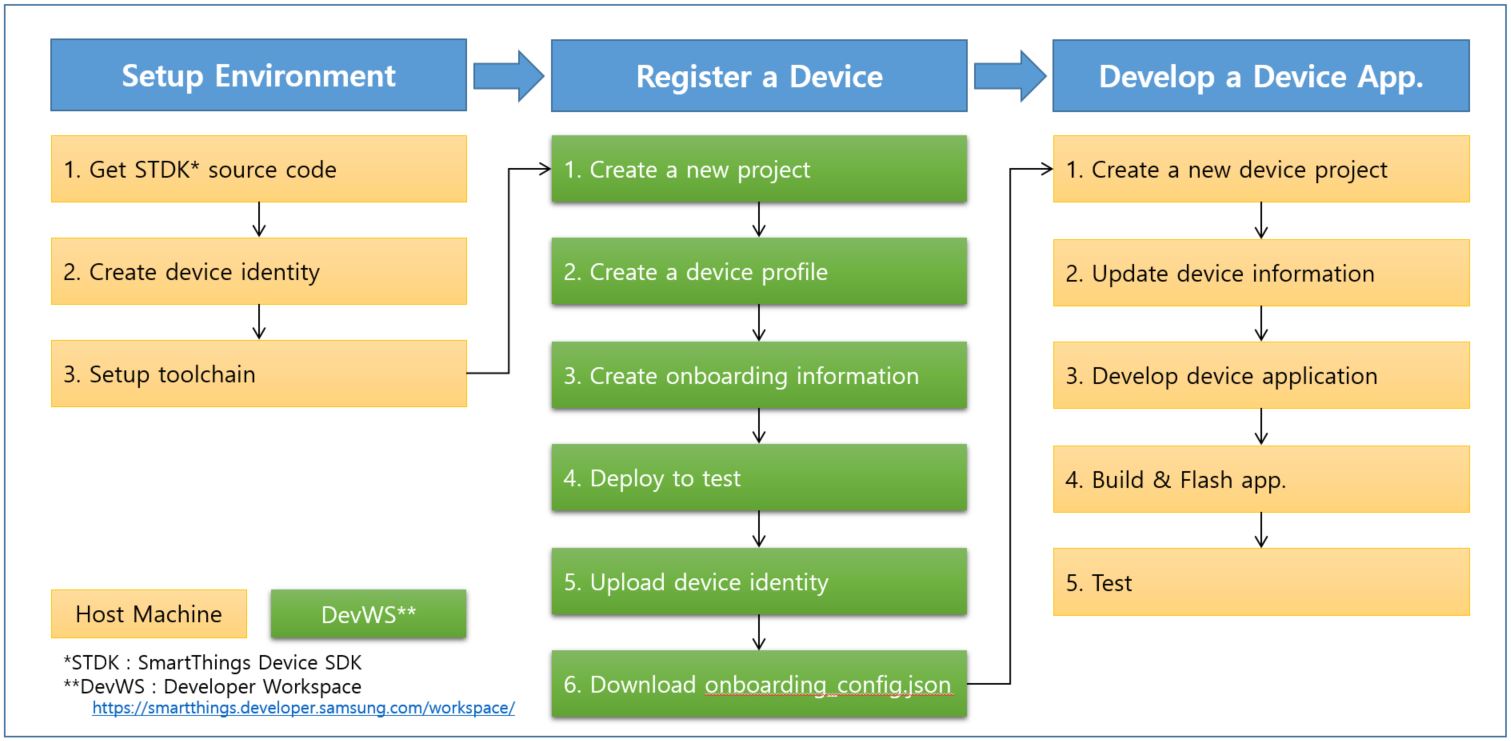 Setup Environment
Register a Device
Develop a Device App.
1. Get STDK* source code
2. Create device identity
3. Setup toolchain
1. Create a new project
2. Create a device profile
3. Create onboarding information
4. Deploy to test
5. Upload device identity
6. Download onboarding_config.json
1. Create a new device project
2. Update device information
3. Develop device application
4. Build & Flash app.
5. Test
Host Machine
DevWS**
*STDK : SmartThings Device SDK
**DevWS : Developer Workspace
https://smartthings.developer.samsung.com/workspace/